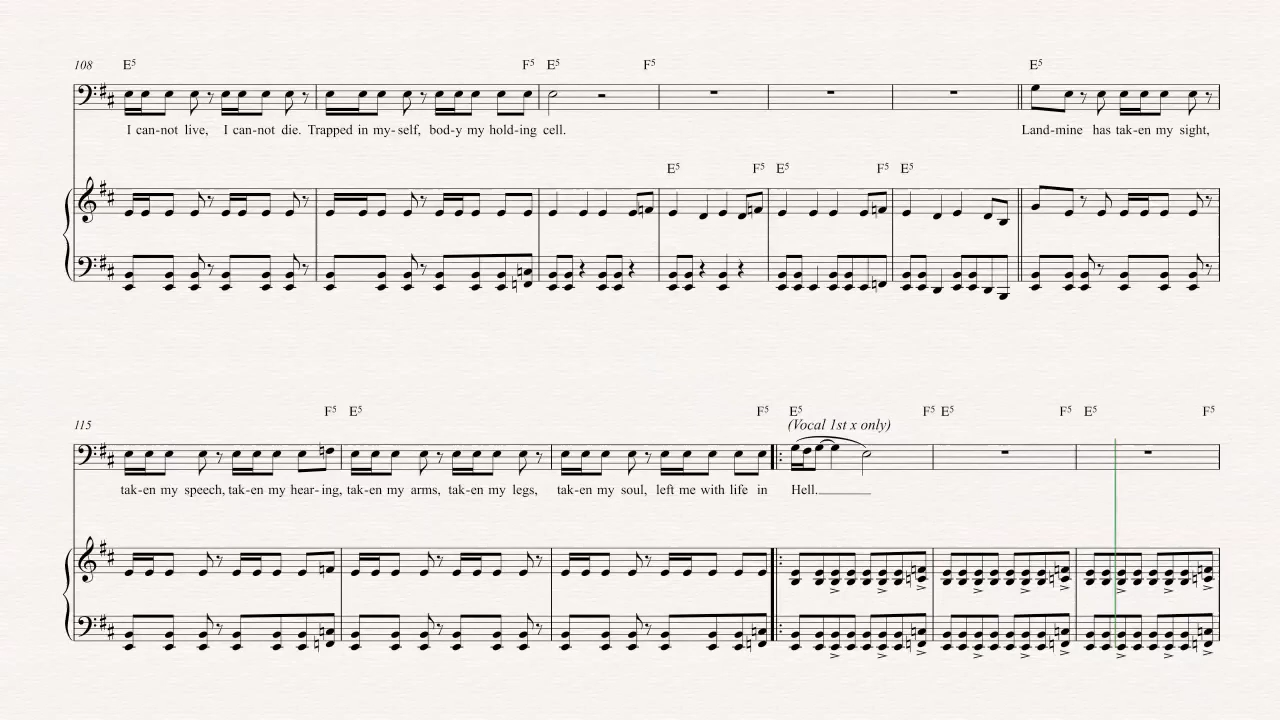 108 E5 F5 E5 F5 E5
I can-not live, I can-not die. Trapped in my-self, bod-y my hold-ing cell. Land-mine has tak-en my sight,
E5 F5 E5 F5 E5
115 F5 E5 F5 E5 F5 E5 F5 E5 F5
(Vocal 1st x only)
tak-en my speech, tak-en my hear-ing, tak-en my arms, tak-en my legs, tak-en my soul, left me with life in Hell.